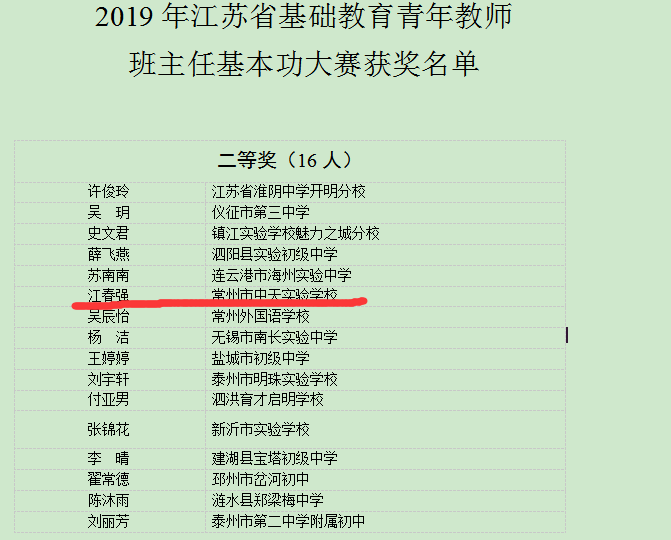 2019 年江苏省基础教育青年教师
班主任基本功大赛获奖名单
二等奖（16 人）
许俊玲 江苏省淮阴中学开明分校
吴　玥 仪征市第三中学
史文君 镇江实验学校魅力之城分校
薛飞燕 泗阳县实验初级中学
苏南南 连云港市海州实验中学
江春强 常州市中天实验学校
吴辰怡 常州外国语学校
杨　洁 无锡市南长实验中学
王婷婷 盐城市初级中学
刘宇轩 泰州市明珠实验学校
付亚男 泗洪育才启明学校
张锦花 新沂市实验学校
李　晴 建湖县宝塔初级中学
翟常德 邳州市岔河初中
陈沐雨 涟水县郑梁梅中学
刘丽芳 泰州市第二中学附属初中